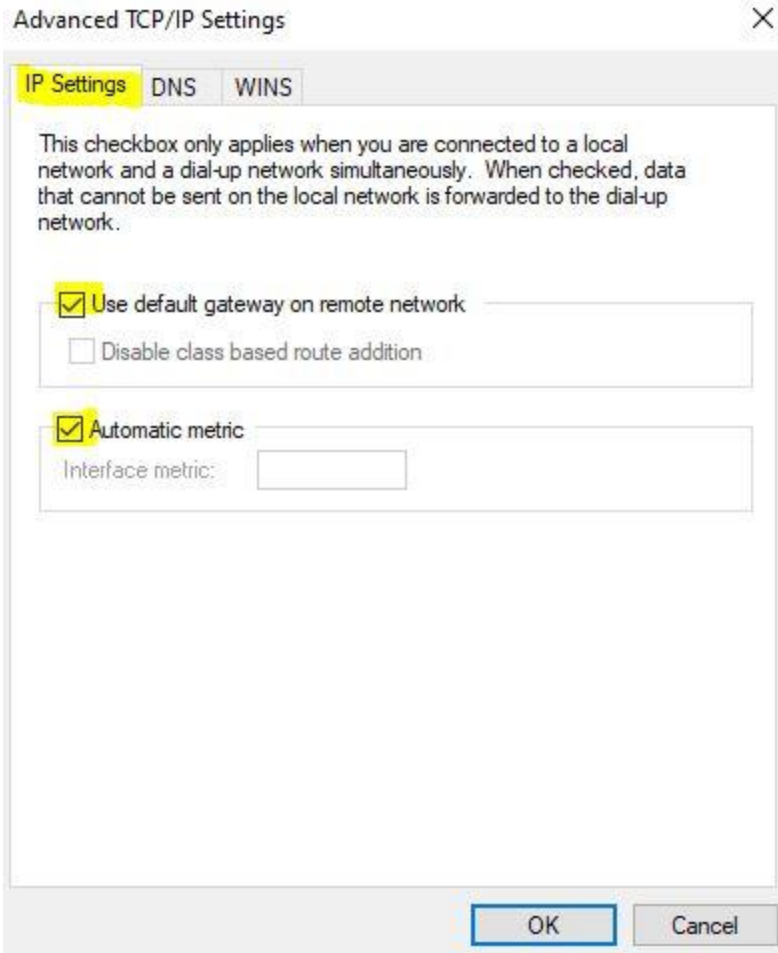 Advanced TCP/IP Settings
IP Settings DNS WINS
This checkbox only applies when you are connected to a local
network and a dial-up network simultaneously. When checked, data
that cannot be sent on the local network is forwarded to the dial-up
network.
Use default gateway on remote network
Disable class based route addition
Automatic metric
Interface metric:
OK Cancel